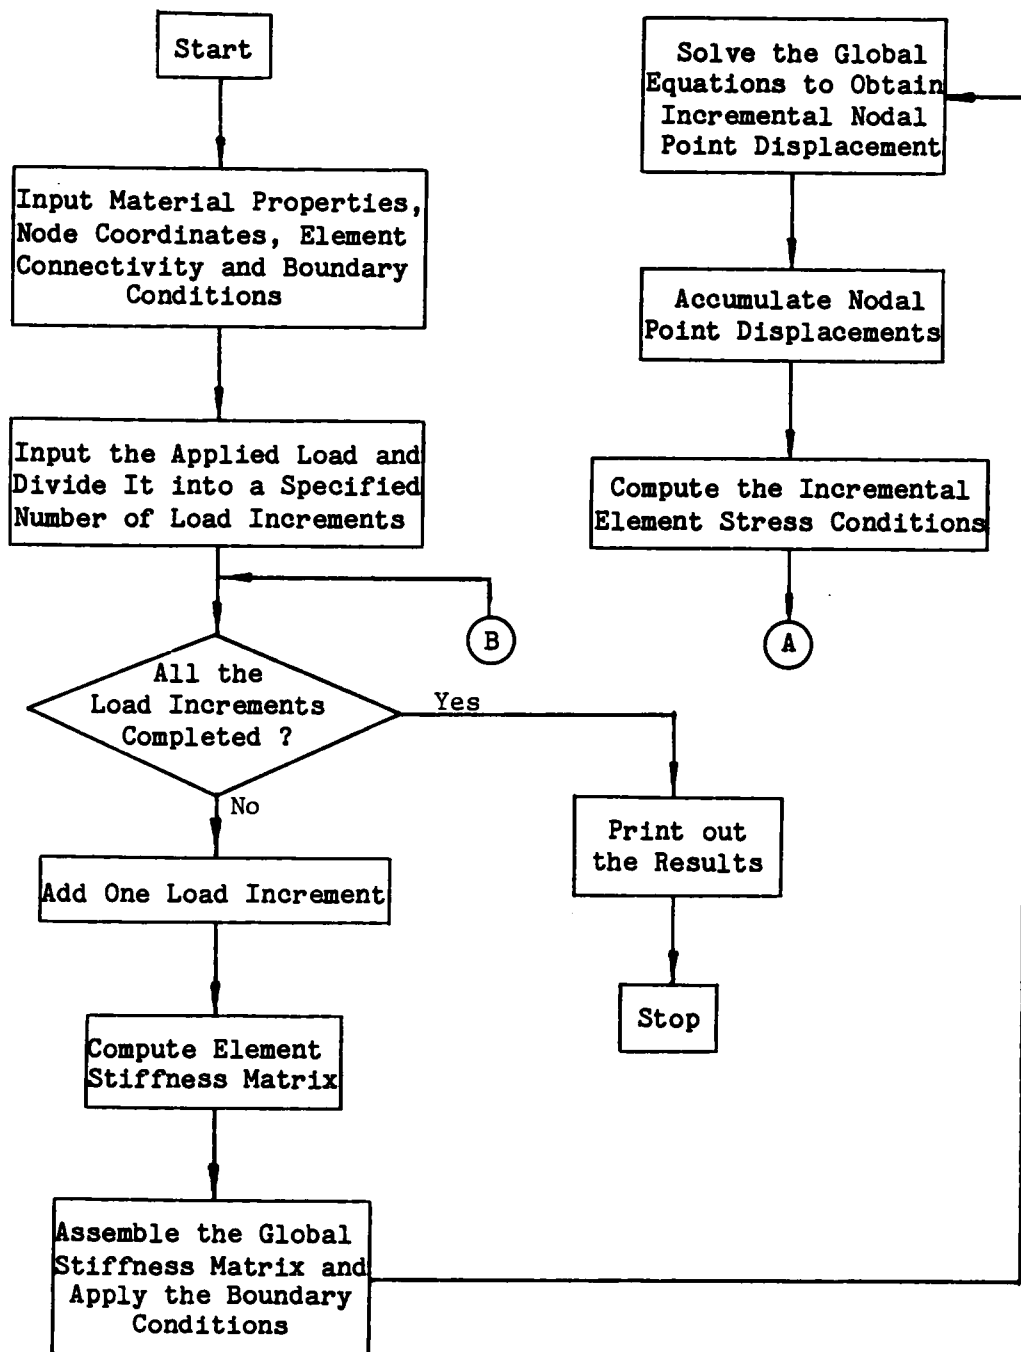 Start
Input Material Properties,
Node Coordinates, Element
Connectivity and Boundary
Conditions
Input the Applied Load and
Divide It into a Specified
Number of Load Increments
B
All the
Load Increments
Completed ?
Yes
No
Add One Load Increment
Compute Element
Stiffness Matrix
Assemble the Global
Stiffness Matrix and
Apply the Boundary
Conditions
Print out
the Results
Stop
Solve the Global
Equations to Obtain
Incremental Nodal
Point Displacement
Accumulate Nodal
Point Displacements
Compute the Incremental
Element Stress Conditions
A